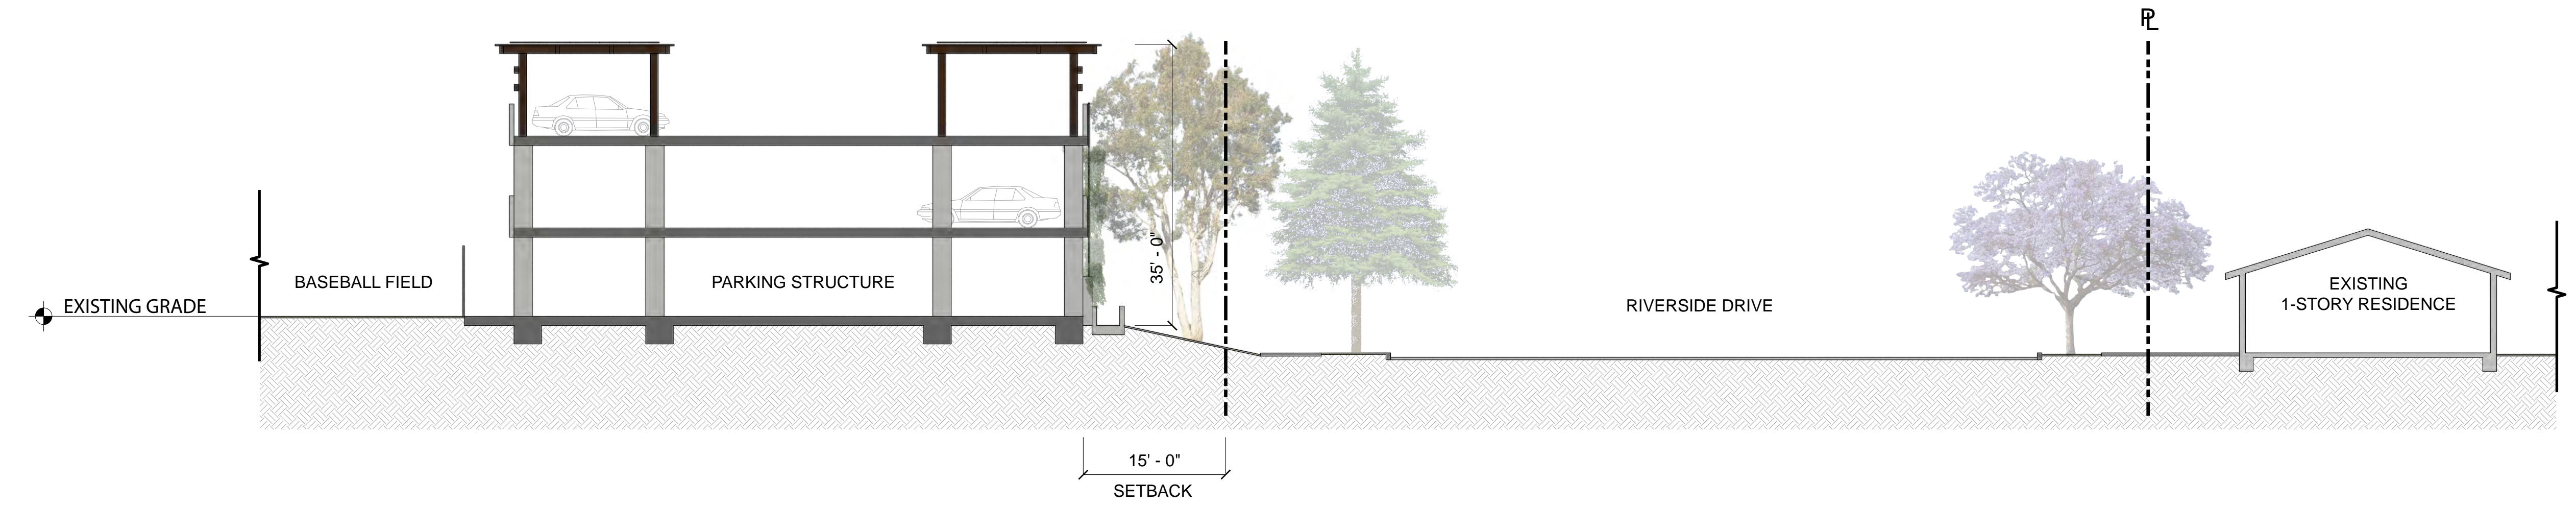 PL
EXISTING GRADE
BASEBALL FIELD
PARKING STRUCTURE
35' - 0"
RIVERSIDE DRIVE
EXISTING
1-STORY RESIDENCE
15' - 0"
SETBACK